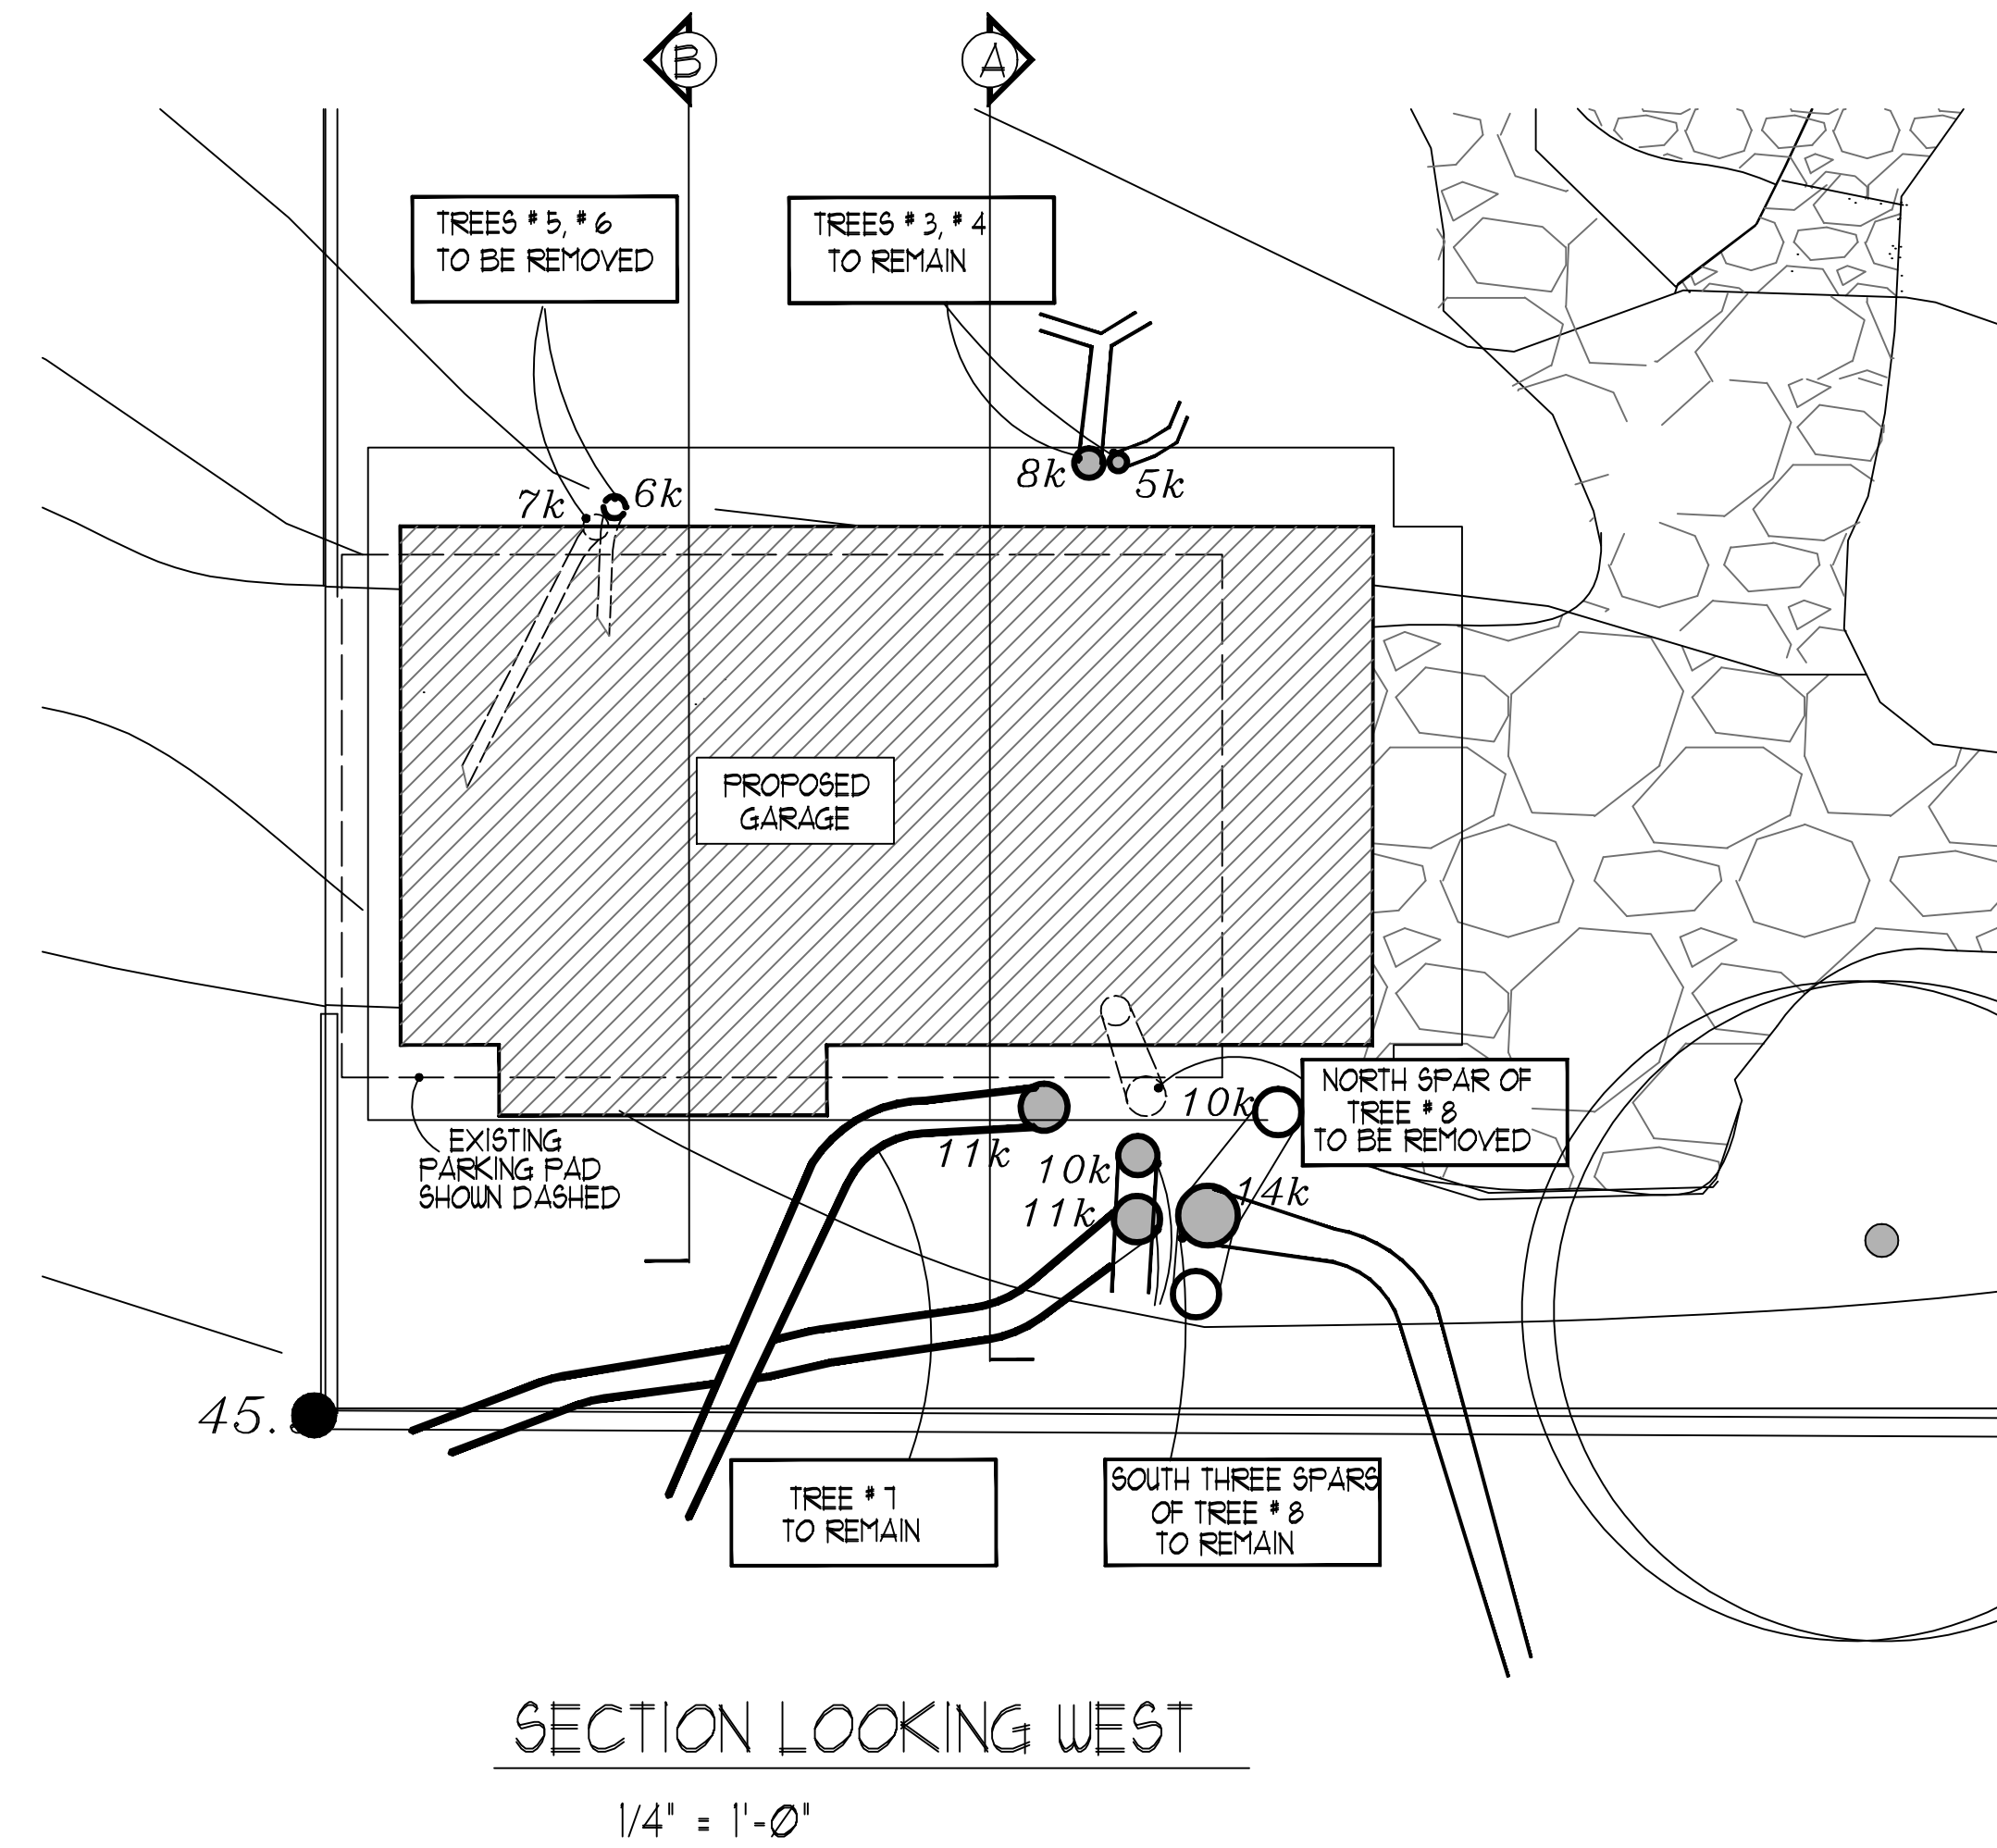 B
A
TREES # 5, # 6
TO BE REMOVED
TREES # 3, # 4
TO REMAIN
7k
6k
8k
5k
PROPOSED
GARAGE
NORTH SPAR OF
TREE # 8
TO BE REMOVED
10k
EXISTING
PARKING PAD
SHOWN DASHED
11k
10k
11k
14k
45.
TREE # 7
TO REMAIN
SOUTH THREE SPARS
OF TREE # 8
TO REMAIN
SECTION LOOKING WEST
1/4" = 1'-0"